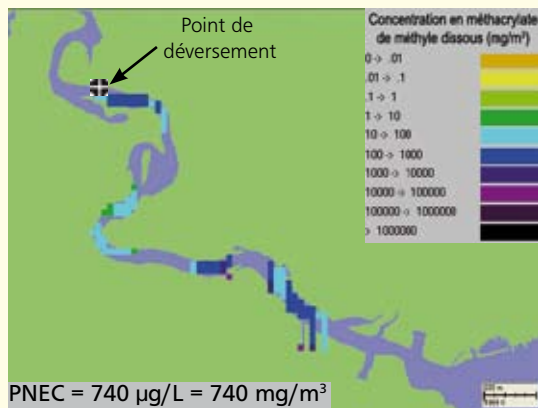 Point de
déversement
Concentration en méthacrylate
de méthyle dissous (mg/m³)
0 -> .01
.01 -> .1
.1 -> 1
1 -> 10
10 -> 100
100 -> 1000
1000 -> 10000
10000 -> 100000
100000 -> 1000000
> 1000000
PNEC = 740 µg/L = 740 mg/m³